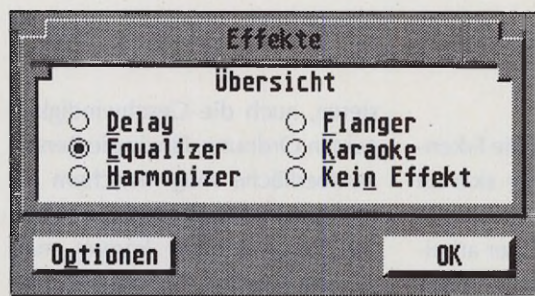 Effekte
Übersicht
Delay
Flanger
Equalizer
Karaoke
Harmonizer
Kein Effekt
Optionen
OK